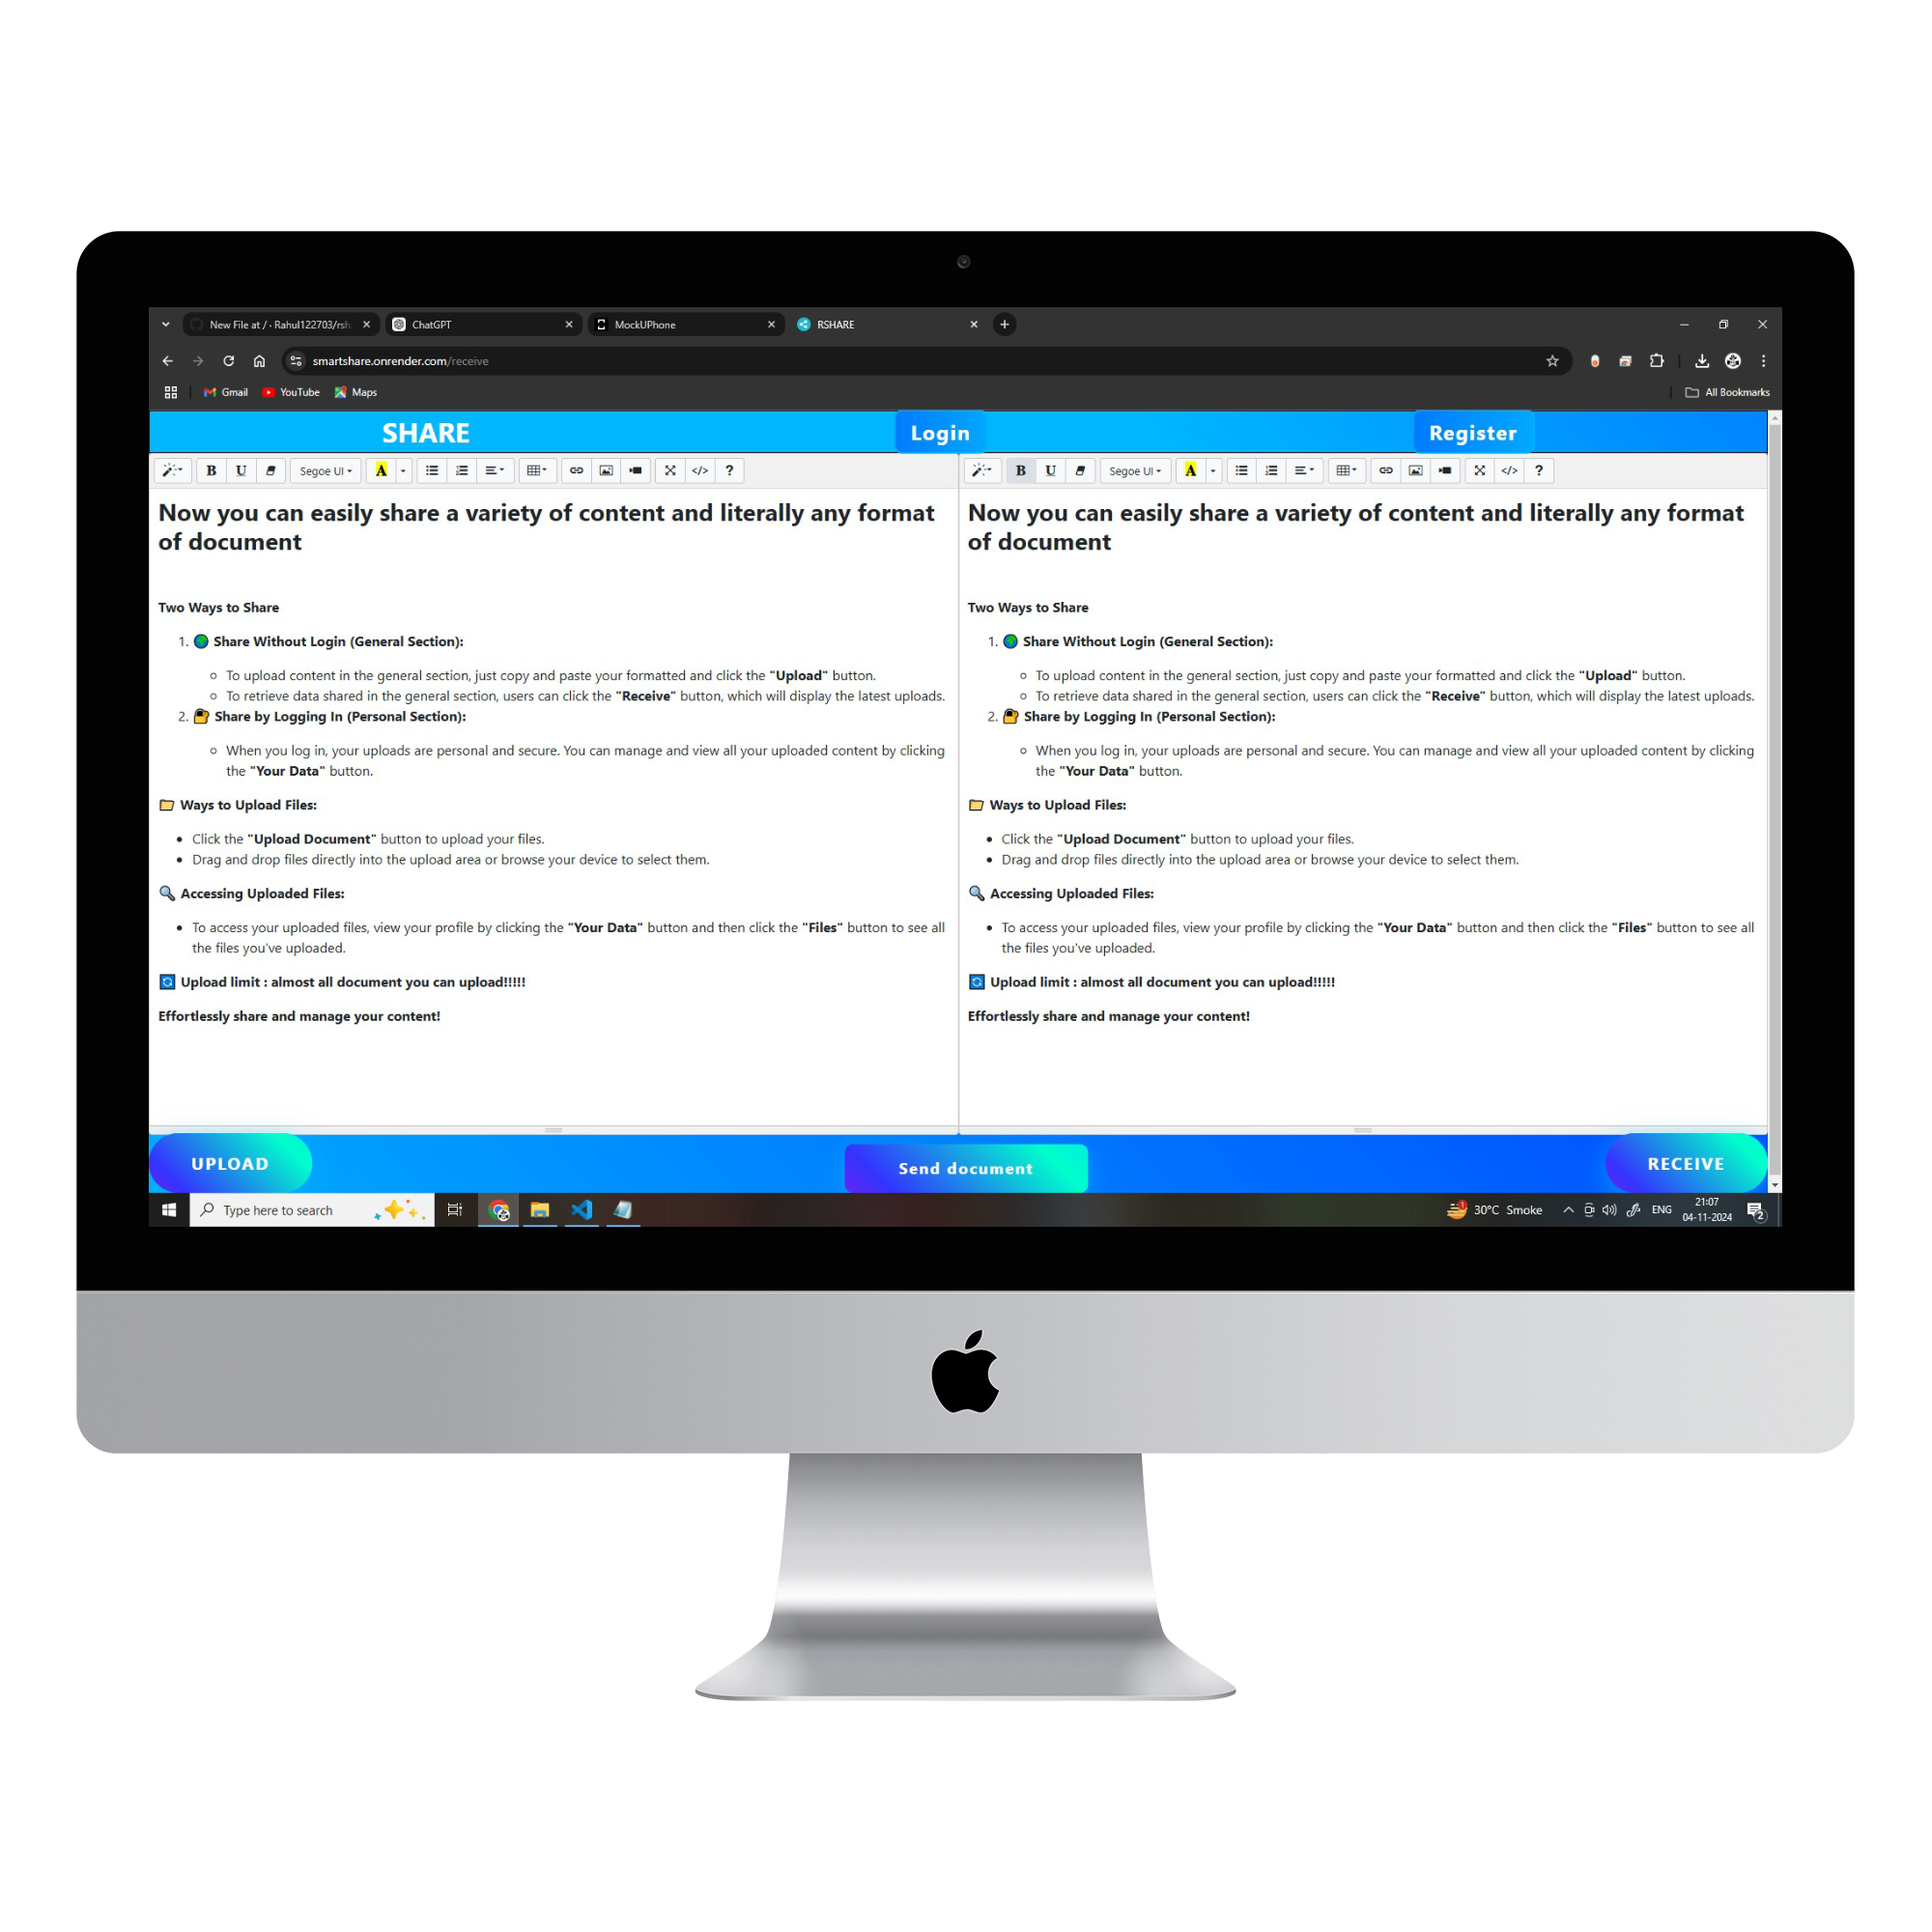 New File at / · Rahul122703/rsh
ChatGPT
MockUPhone
RSHARE
smartshare.onrender.com/receive
Gmail
YouTube
Maps
All Bookmarks
SHARE
Login
Register
B U Segoe UI A </> ?
B U Segoe UI A </> ?
Now you can easily share a variety of content and literally any format
of document
Two Ways to Share
1. 🌍 Share Without Login (General Section):
To upload content in the general section, just copy and paste your formatted and click the "Upload" button.
To retrieve data shared in the general section, users can click the "Receive" button, which will display the latest uploads.
2. 🔐 Share by Logging In (Personal Section):
When you log in, your uploads are personal and secure. You can manage and view all your uploaded content by clicking
the "Your Data" button.
📁 Ways to Upload Files:
Click the "Upload Document" button to upload your files.
Drag and drop files directly into the upload area or browse your device to select them.
🔍 Accessing Uploaded Files:
To access your uploaded files, view your profile by clicking the "Your Data" button and then click the "Files" button to see all
the files you've uploaded.
🔄 Upload limit : almost all document you can upload!!!!!
Effortlessly share and manage your content!
Now you can easily share a variety of content and literally any format
of document
Two Ways to Share
1. 🌍 Share Without Login (General Section):
To upload content in the general section, just copy and paste your formatted and click the "Upload" button.
To retrieve data shared in the general section, users can click the "Receive" button, which will display the latest uploads.
2. 🔐 Share by Logging In (Personal Section):
When you log in, your uploads are personal and secure. You can manage and view all your uploaded content by clicking
the "Your Data" button.
📁 Ways to Upload Files:
Click the "Upload Document" button to upload your files.
Drag and drop files directly into the upload area or browse your device to select them.
🔍 Accessing Uploaded Files:
To access your uploaded files, view your profile by clicking the "Your Data" button and then click the "Files" button to see all
the files you've uploaded.
🔄 Upload limit : almost all document you can upload!!!!!
Effortlessly share and manage your content!
UPLOAD
Send document
RECEIVE
Type here to search
1
30°C Smoke
ENG
21:07
04-11-2024
2